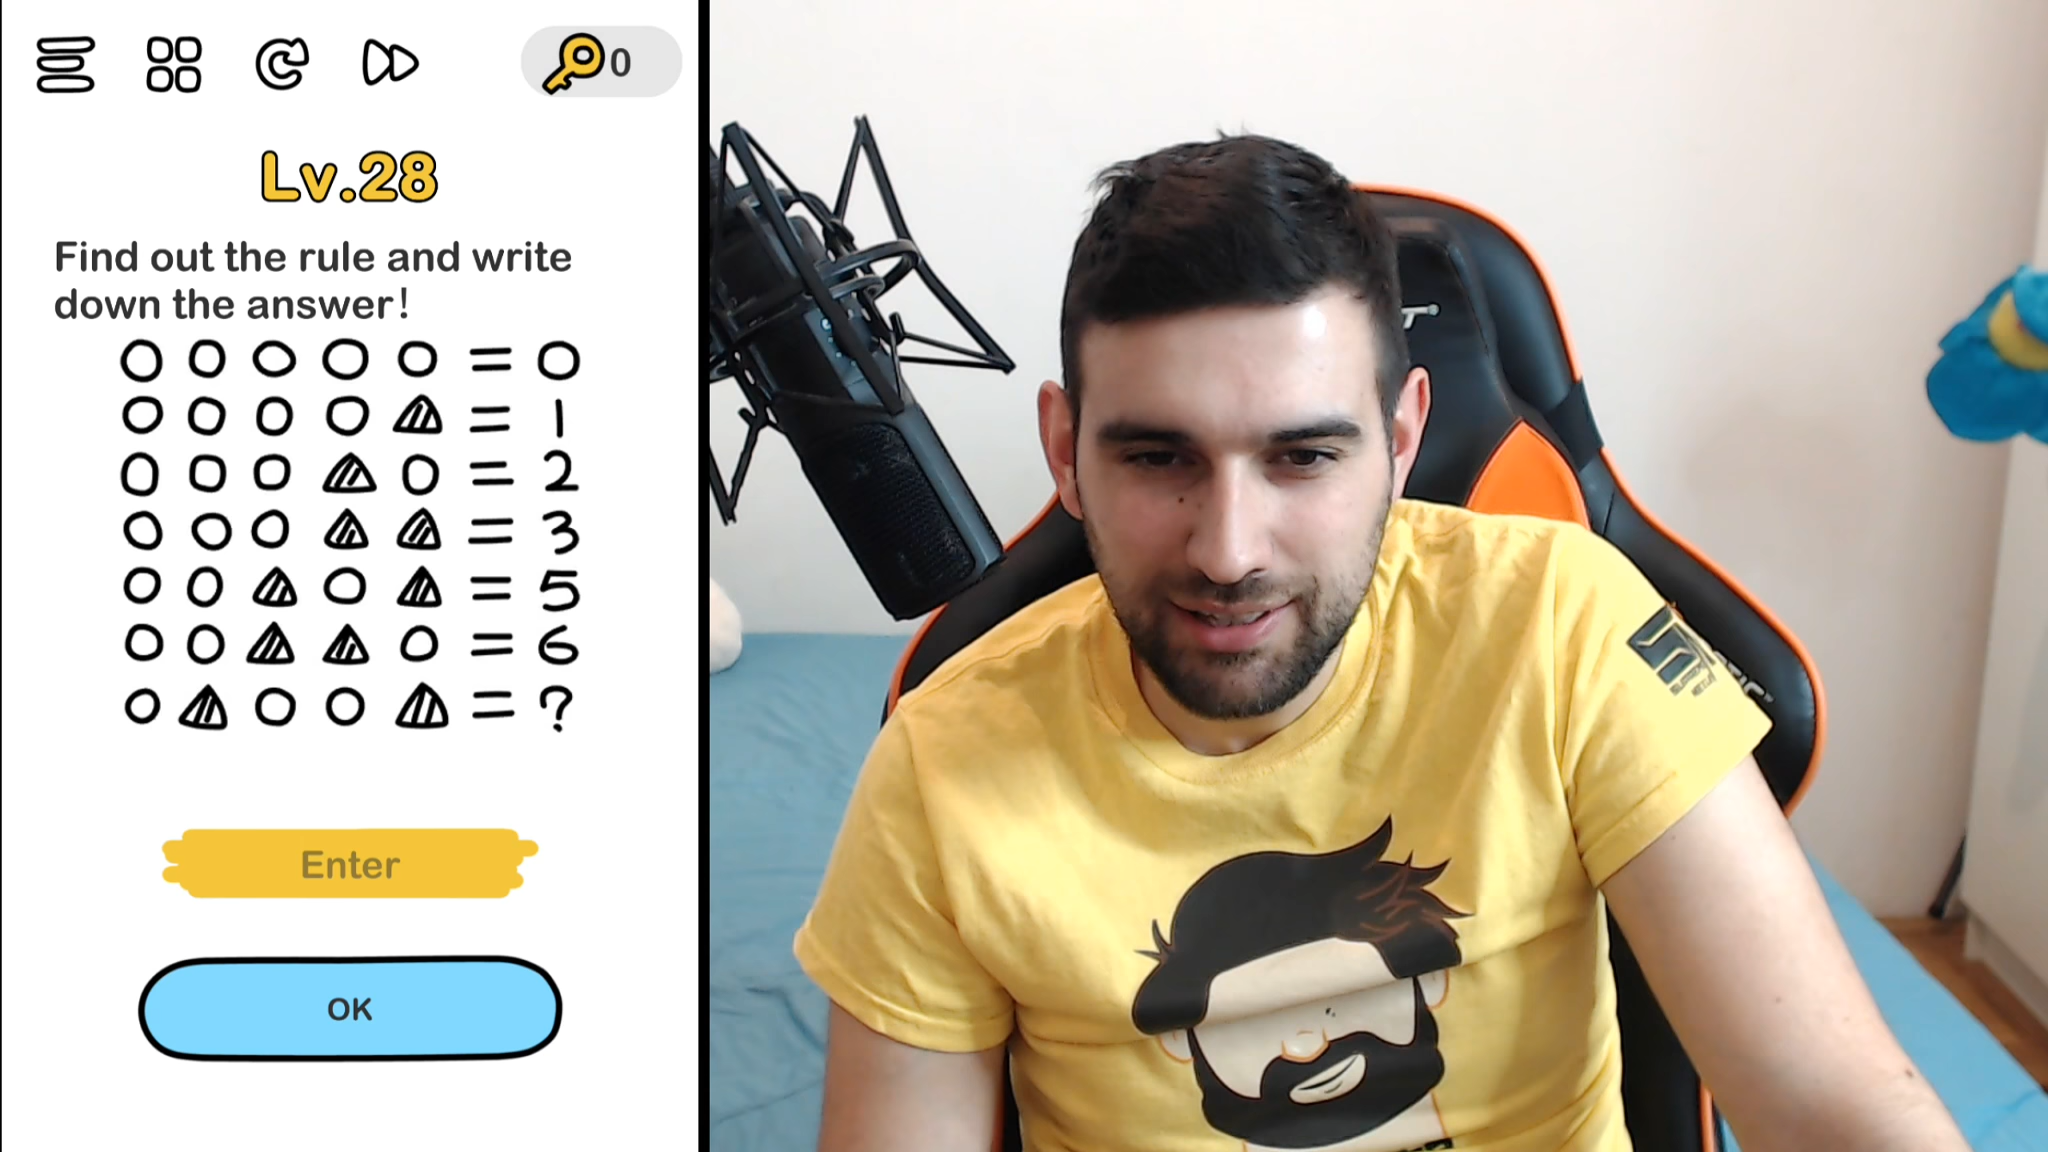 0
Lv.28
Find out the rule and write
down the answer!
= 0
= 1
= 2
= 3
= 5
= 6
= ?
Enter
OK